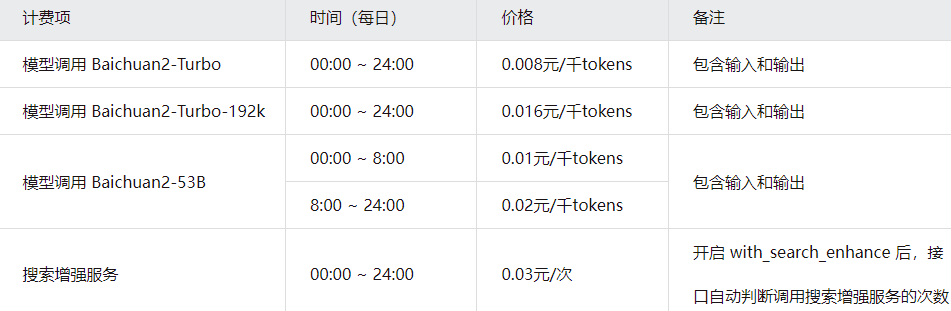 计费项 时间（每日） 价格 备注
模型调用 Baichuan2-Turbo 00:00 ~ 24:00 0.008元/千tokens 包含输入和输出
模型调用 Baichuan2-Turbo-192k 00:00 ~ 24:00 0.016元/千tokens 包含输入和输出
00:00 ~ 8:00 0.01元/千tokens
模型调用 Baichuan2-53B 包含输入和输出
8:00 ~ 24:00 0.02元/千tokens
开启 with_search_enhance 后，接
搜索增强服务 00:00 ~ 24:00 0.03元/次
口自动判断调用搜索增强服务的次数